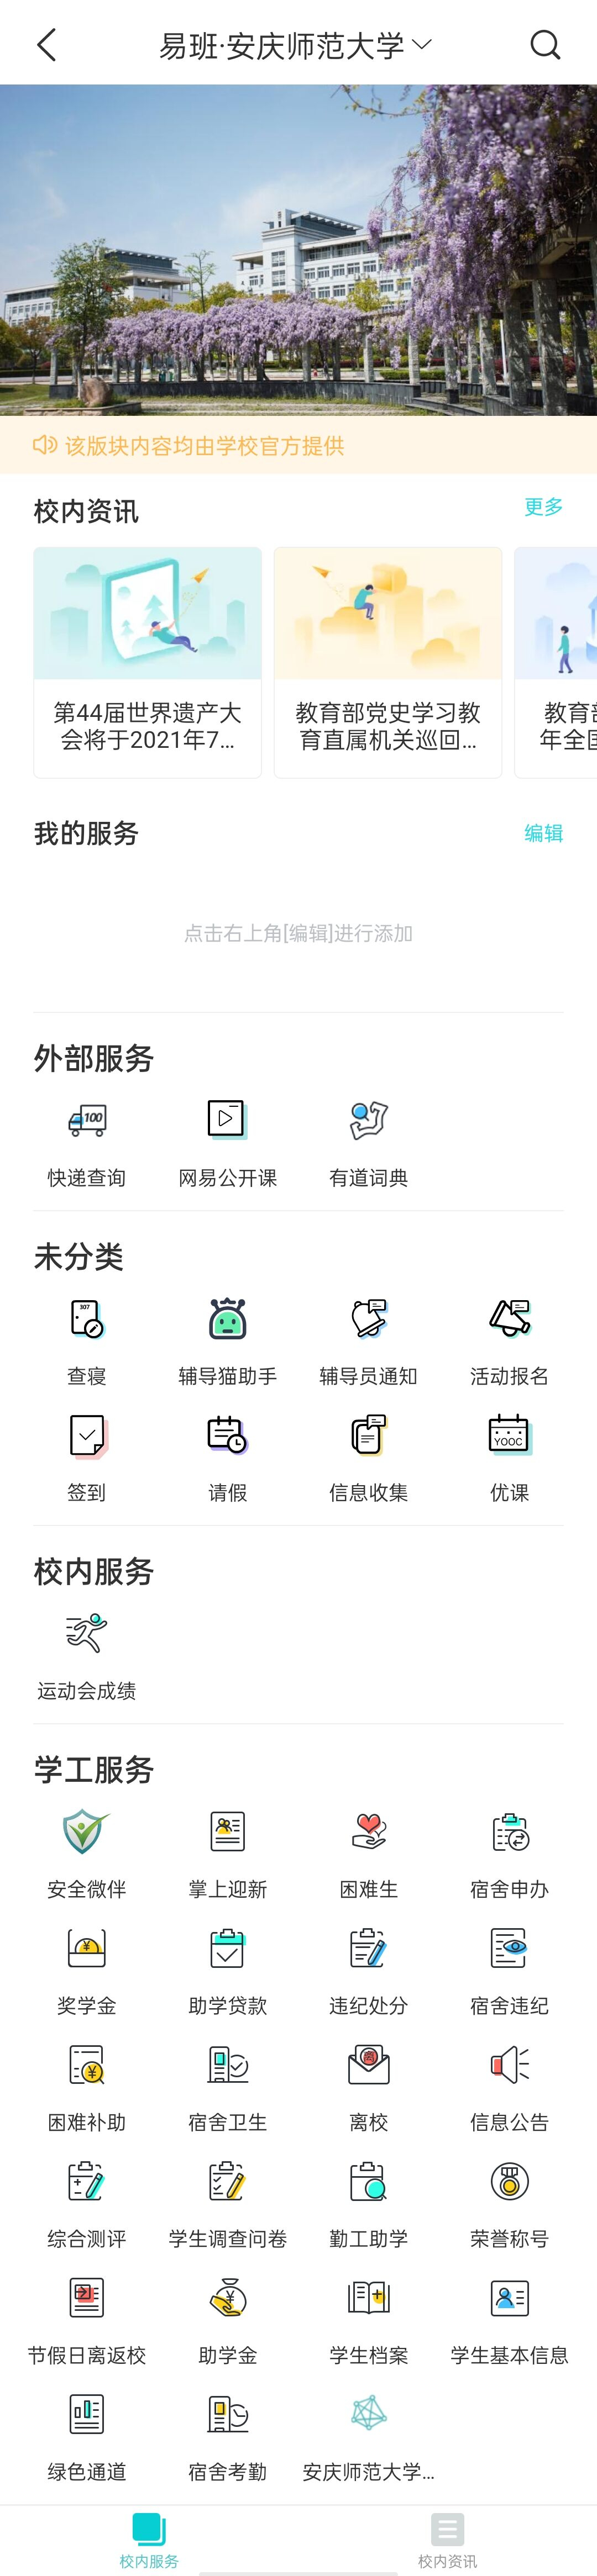 易班·安庆师范大学
该版块内容均由学校官方提供
校内资讯
更多
第44届世界遗产大
会将于2021年7...
教育部党史学习教
育直属机关巡回...
教育部
年全国
我的服务
编辑
点击右上角[编辑]进行添加
外部服务
100
快递查询
网易公开课
有道词典
未分类
307
查寝
辅导猫助手
辅导员通知
活动报名
YOOC
签到
请假
信息收集
优课
校内服务
运动会成绩
学工服务
安全微伴
掌上迎新
困难生
宿舍申办
¥
奖学金
助学贷款
违纪处分
宿舍违纪
¥
离
困难补助
宿舍卫生
离校
信息公告
综合测评
学生调查问卷
勤工助学
荣誉称号
¥
节假日离返校
助学金
学生档案
学生基本信息
绿色通道
宿舍考勤
安庆师范大学...
校内服务
校内资讯